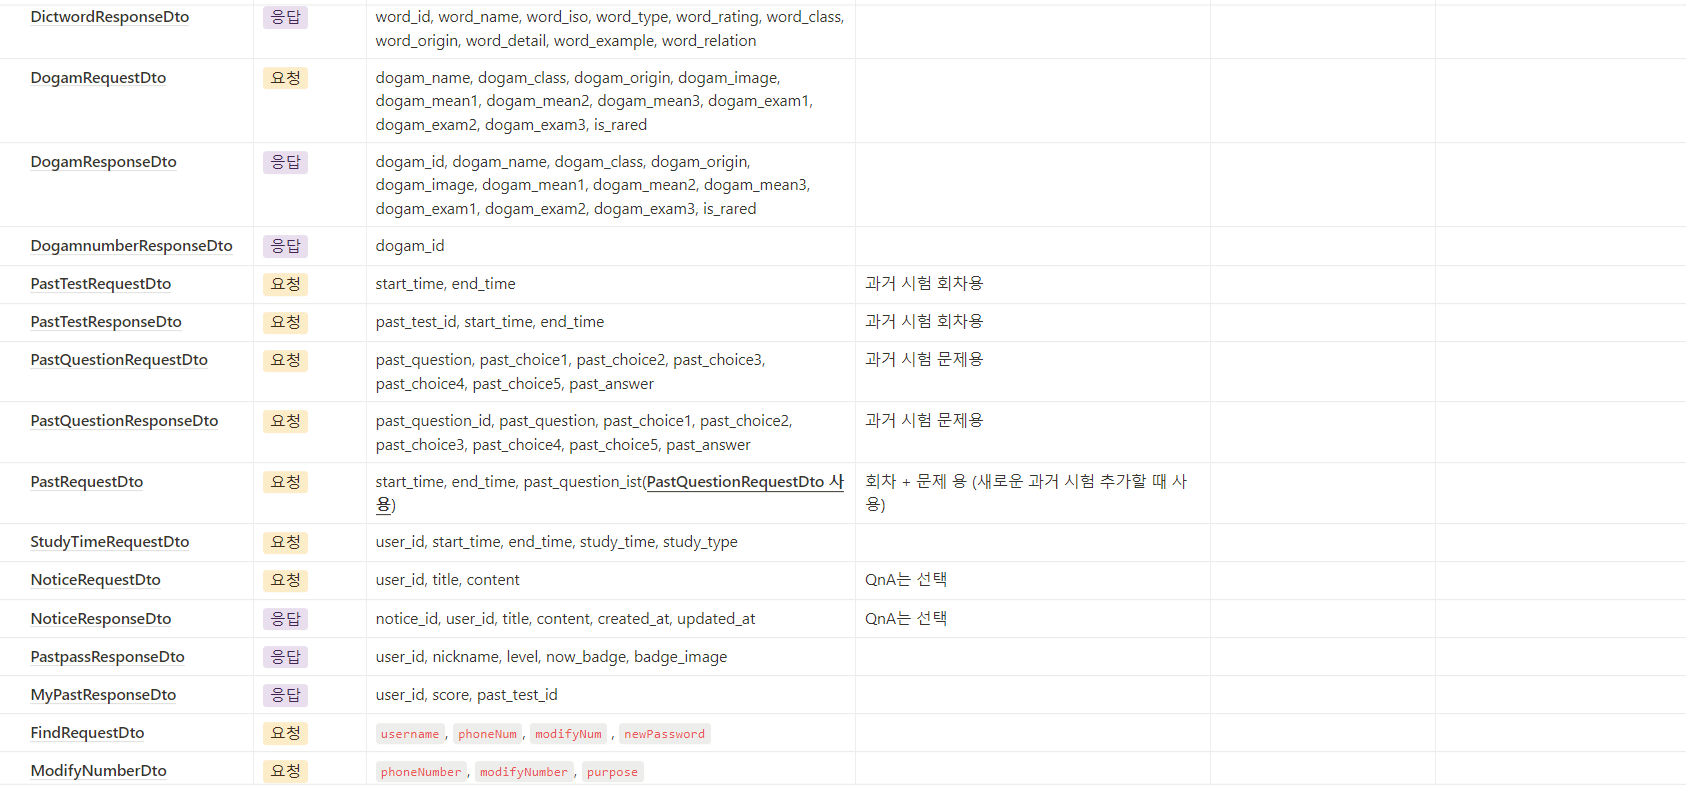 DictwordResponseDto 응답 word_id, word_name, word_iso, word_type, word_rating, word_class,
word_origin, word_detail, word_example, word_relation
DogamRequestDto 요청 dogam_name, dogam_class, dogam_origin, dogam_image,
dogam_mean1, dogam_mean2, dogam_mean3, dogam_exam1,
dogam_exam2, dogam_exam3, is_rared
DogamResponseDto 응답 dogam_id, dogam_name, dogam_class, dogam_origin,
dogam_image, dogam_mean1, dogam_mean2, dogam_mean3,
dogam_exam1, dogam_exam2, dogam_exam3, is_rared
DogamnumberResponseDto 응답 dogam_id
PastTestRequestDto 요청 start_time, end_time 과거 시험 회차용
PastTestResponseDto 요청 past_test_id, start_time, end_time 과거 시험 회차용
PastQuestionRequestDto 요청 past_question, past_choice1, past_choice2, past_choice3, 과거 시험 문제용
past_choice4, past_choice5, past_answer
PastQuestionResponseDto 요청 past_question_id, past_question, past_choice1, past_choice2, 과거 시험 문제용
past_choice3, past_choice4, past_choice5, past_answer
PastRequestDto 요청 start_time, end_time, past_question_ist(PastQuestionRequestDto 사 회차 + 문제 용 (새로운 과거 시험 추가할 때 사
용) 용)
StudyTimeRequestDto 요청 user_id, start_time, end_time, study_time, study_type
NoticeRequestDto 요청 user_id, title, content QnA는 선택
NoticeResponseDto 응답 notice_id, user_id, title, content, created_at, updated_at QnA는 선택
PastpassResponseDto 응답 user_id, nickname, level, now_badge, badge_image
MyPastResponseDto 응답 user_id, score, past_test_id
FindRequestDto 요청 username, phoneNum, modifyNum , newPassword
ModifyNumberDto 요청 phoneNumber, modifyNumber, purpose